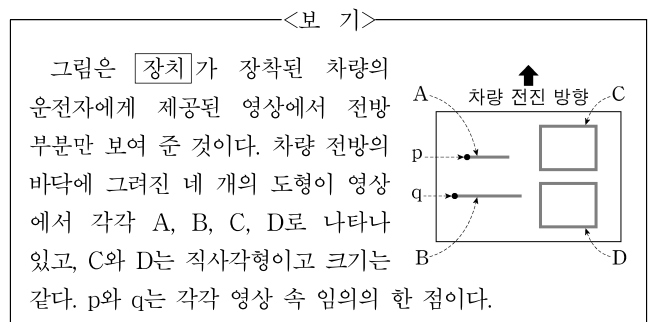 <보 기>
그림은 장치가 장착된 차량의
운전자에게 제공된 영상에서 전방
부분만 보여 준 것이다. 차량 전방의
바닥에 그려진 네 개의 도형이 영상
에서 각각 A, B, C, D로 나타나
있고, C와 D는 직사각형이고 크기는
같다. p와 q는 각각 영상 속 임의의 한 점이다.
차량 전진 방향
A
C
p
q
B
D